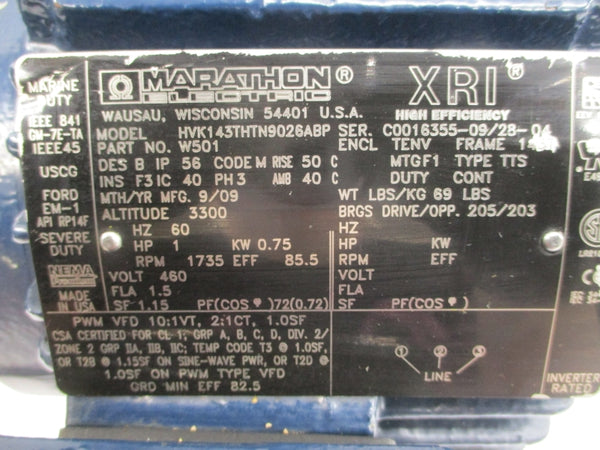 MARINE
DUTY
IEEE 841
GM-7E-TA
IEEE45
USCG
FORD
EM-1
API RP14F
SEVERE
DUTY
NEMA
Premium
MADE
IN USA
MARATHON®
ELECTRIC
XRI®
HIGH EFFICIENCY
WAUSAU, WISCONSIN 54401 U.S.A.
MODEL HVK143THTN9026ABP SER. C0016355-09/28-04
PART NO. W501 ENCL TENV FRAME
DES B IP 56 CODE M RISE 50 C MTGF1 TYPE TTS
INS F3 IC 40 PH 3 AMB 40 C DUTY CONT
MTH/YR MFG. 9/09 WT LBS/KG 69 LBS
ALTITUDE 3300 BRGS DRIVE/OPP. 205/203
HZ 60 HZ
HP 1 KW 0.75 HP KW
RPM 1735 EFF 85.5 RPM EFF
VOLT 460 VOLT
FLA 1.5 FLA
SF 1.15 PF(COS φ)72(0.72) SF PF(COS φ)
PWM VFD 10:1VT, 2:1CT, 1.0SF
CSA CERTIFIED FOR CL 1, GRP A, B, C, D, DIV. 2/
ZONE 2 GRP IIA, IIB, IIC; TEMP CODE T3 @ 1.0SF,
OR T2B @ 1.15SF ON SINE-WAVE PWR, OR T2D @
1.0SF ON PWM TYPE VFD
GRD MIN EFF 82.5
1 2 3
LINE
INVERTER
RATED